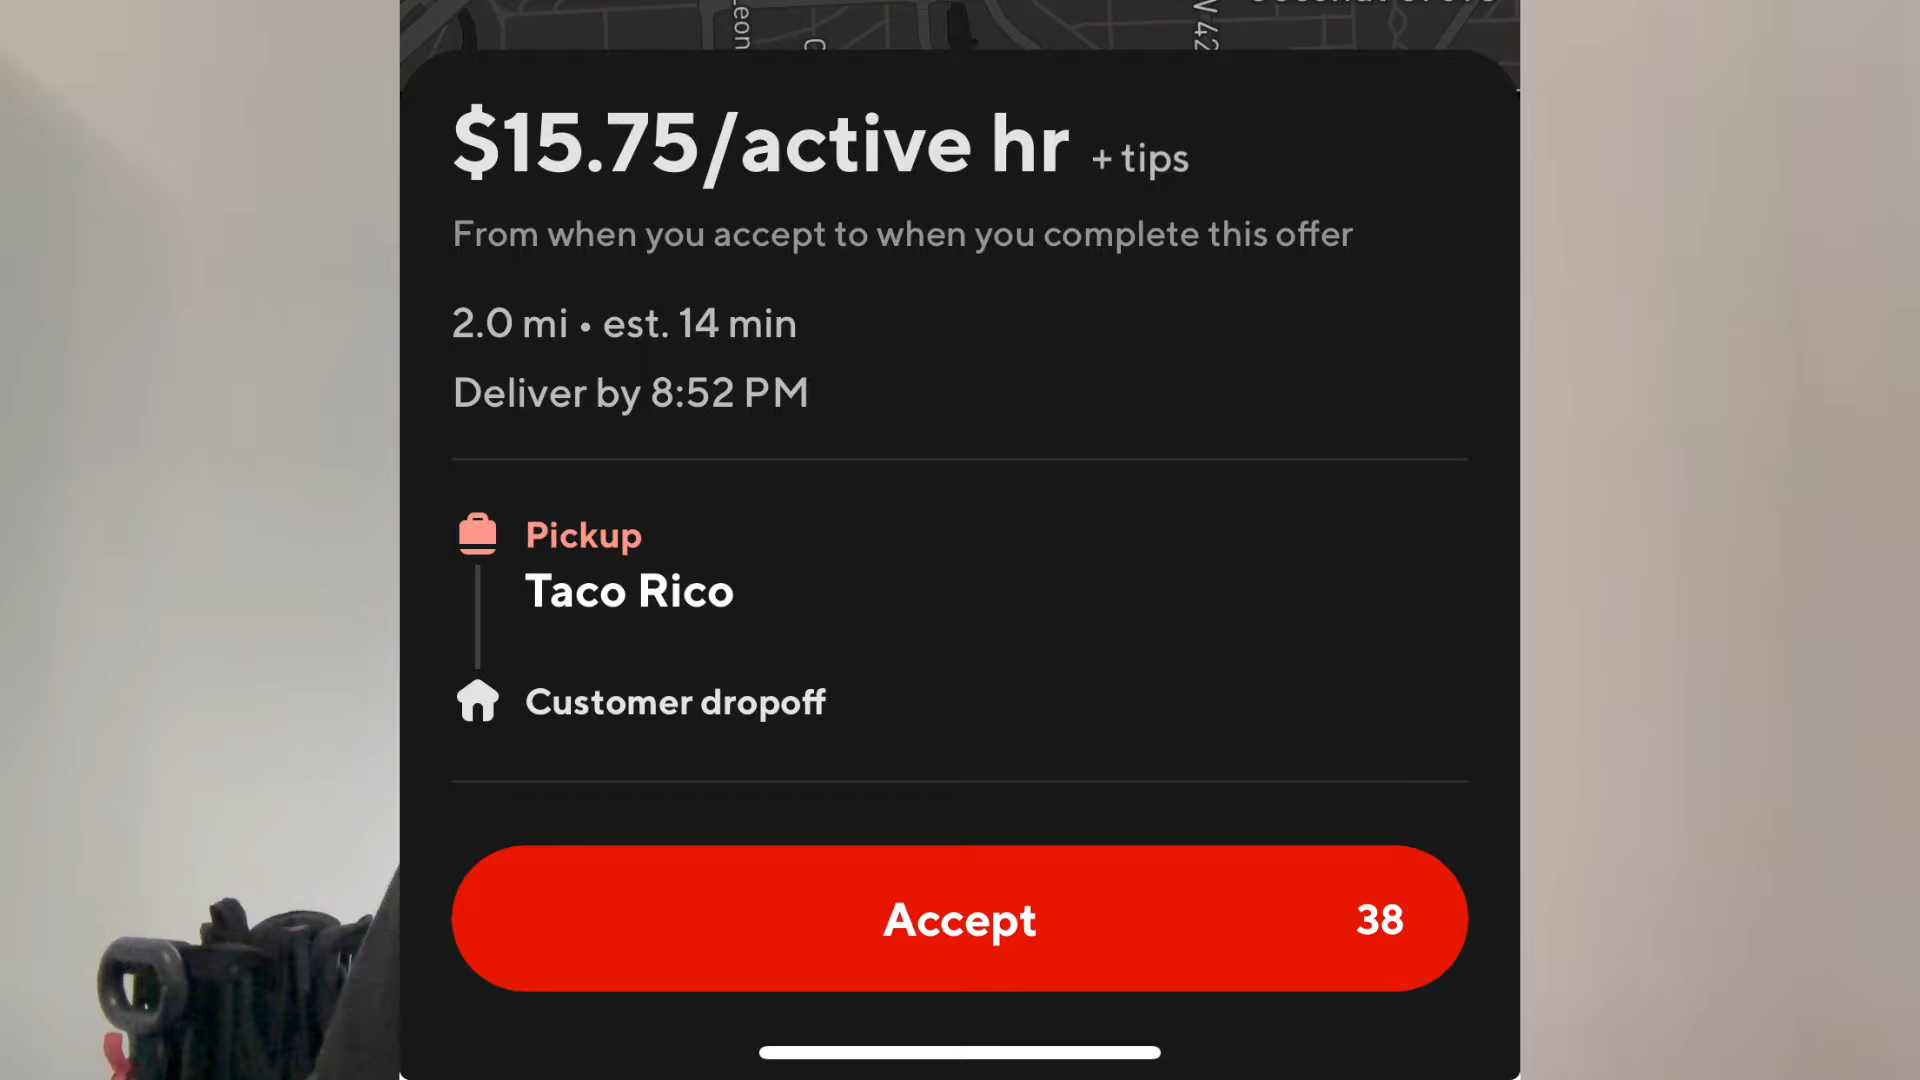 $15.75/active hr + tips
From when you accept to when you complete this offer
2.0 mi • est. 14 min
Deliver by 8:52 PM
Pickup
Taco Rico
Customer dropoff
Accept 38